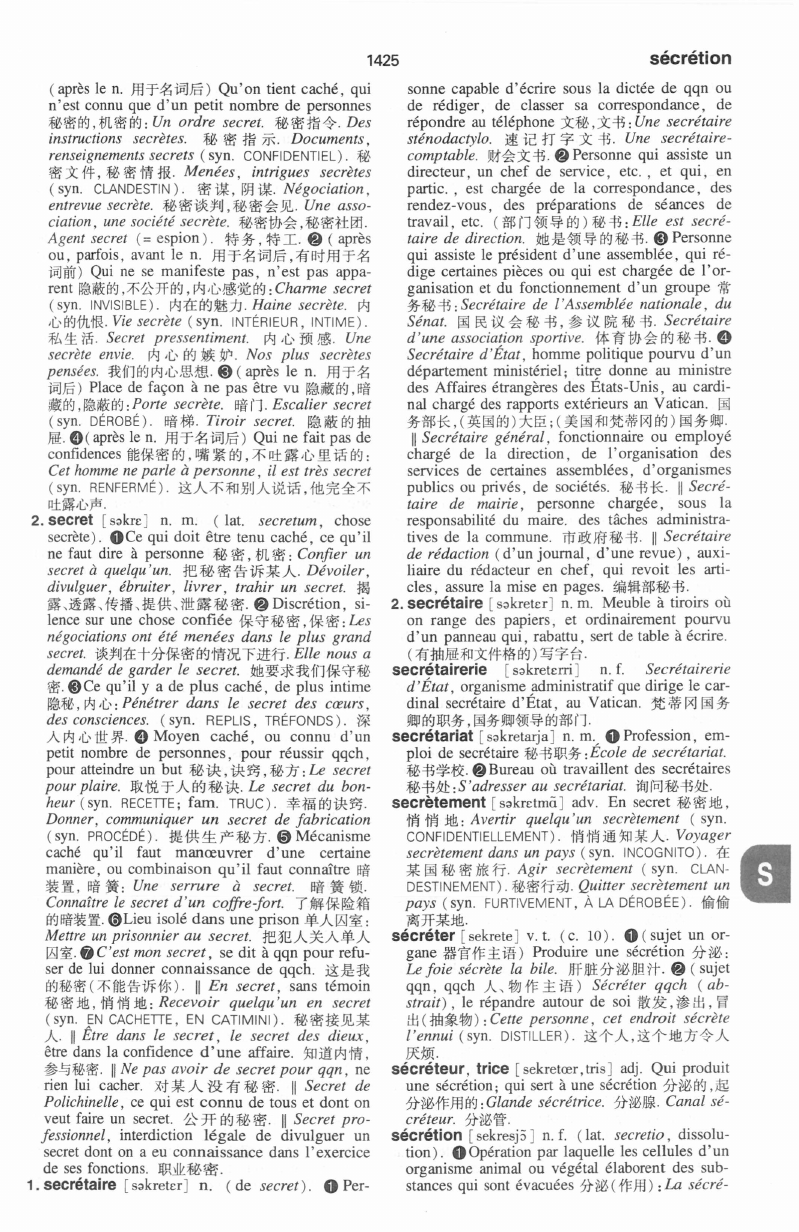 1425
sécrétion
(après le n. 用于名词后) Qu'on tient caché, qui
n'est connu que d'un petit nombre de personnes
秘密的,机密的: Un ordre secret. 秘密指令. Des
instructions secrètes. 秘密指示. Documents,
renseignements secrets (syn. CONFIDENTIEL). 秘
密文件,秘密情报. Menées, intrigues secrètes
(syn. CLANDESTIN). 密谋,阴谋. Négociation,
entrevue secrète. 秘密谈判,秘密会见. Une asso-
ciation, une société secrète. 秘密协会,秘密社团.
Agent secret (= espion). 特务,特工. ❷ (après
ou, parfois, avant le n. 用于名词后,有时用于名
词前) Qui ne se manifeste pas, n'est pas appa-
rent 隐蔽的,不公开的,内心感觉的: Charme secret
(syn. INVISIBLE). 内在的魅力. Haine secrète. 内
心的仇恨. Vie secrète (syn. INTÉRIEUR, INTIME).
私生活. Secret pressentiment. 内心预感. Une
secrète envie. 内心的嫉妒. Nos plus secrètes
pensées. 我们的内心思想. ❸ (après le n. 用于名
词后) Place de façon à ne pas être vu 隐藏的,暗
藏的,隐蔽的: Porte secrète. 暗门. Escalier secret
(syn. DÉROBÉ). 暗梯. Tiroir secret. 隐蔽的抽
屉. ❹ (après le n. 用于名词后) Qui ne fait pas de
confidences 能保密的,嘴紧的,不吐露心里话的:
Cet homme ne parle à personne, il est très secret
(syn. RENFERMÉ). 这人不和别人说话,他完全不
吐露心声.
2. secret [səkrɛ] n. m. (lat. secretum, chose
secrète). ❶ Ce qui doit être tenu caché, ce qu'il
ne faut dire à personne 秘密,机密: Confier un
secret à quelqu'un. 把秘密告诉某人. Dévoiler,
divulguer, ébruiter, livrer, trahir un secret. 揭
露、透露、传播、提供、泄露秘密. ❷ Discrétion, si-
lence sur une chose confiée 保守秘密,保密: Les
négociations ont été menées dans le plus grand
secret. 谈判在十分保密的情况下进行. Elle nous a
demandé de garder le secret. 她要求我们保守秘
密. ❸ Ce qu'il y a de plus caché, de plus intime
隐秘,内心: Pénétrer dans le secret des cœurs,
des consciences. (syn. REPLIS, TRÉFONDS). 深
入内心世界. ❹ Moyen caché, ou connu d'un
petit nombre de personnes, pour réussir qqch,
pour atteindre un but 秘诀,诀窍,秘方: Le secret
pour plaire. 取悦于人的秘诀. Le secret du bon-
heur (syn. RECETTE; fam. TRUC). 幸福的诀窍.
Donner, communiquer un secret de fabrication
(syn. PROCÉDÉ). 提供生产秘方. ❺ Mécanisme
caché qu'il faut manœuvrer d'une certaine
manière, ou combinaison qu'il faut connaître 暗
装置,暗簧: Une serrure à secret. 暗簧锁.
Connaître le secret d'un coffre-fort. 了解保险箱
的暗装置. ❻ Lieu isolé dans une prison 单人囚室:
Mettre un prisonnier au secret. 把犯人关入单人
囚室. ❼ C'est mon secret, se dit à qqn pour refu-
ser de lui donner connaissance de qqch. 这是我
的秘密(不能告诉你). ‖ En secret, sans témoin
秘密地,悄悄地: Recevoir quelqu'un en secret
(syn. EN CACHETTE, EN CATIMINI). 秘密接见某
人. ‖ Être dans le secret, le secret des dieux,
être dans la confidence d'une affaire. 知道内情,
参与秘密. ‖ Ne pas avoir de secret pour qqn, ne
rien lui cacher. 对某人没有秘密. ‖ Secret de
Polichinelle, ce qui est connu de tous et dont on
veut faire un secret. 公开的秘密. ‖ Secret pro-
fessionnel, interdiction légale de divulguer un
secret dont on a eu connaissance dans l'exercice
de ses fonctions. 职业秘密.
1. secrétaire [səkretɛr] n. (de secret). ❶ Per-
sonne capable d'écrire sous la dictée de qqn ou
de rédiger, de classer sa correspondance, de
répondre au téléphone 文秘,文书: Une secrétaire
sténodactylo. 速记打字文书. Une secrétaire-
comptable. 财会文书. ❷ Personne qui assiste un
directeur, un chef de service, etc., et qui, en
partic., est chargée de la correspondance, des
rendez-vous, des préparations de séances de
travail, etc. (部门领导的)秘书: Elle est secré-
taire de direction. 她是领导的秘书. ❸ Personne
qui assiste le président d'une assemblée, qui ré-
dige certaines pièces ou qui est chargée de l'or-
ganisation et du fonctionnement d'un groupe 常
务秘书: Secrétaire de l'Assemblée nationale, du
Sénat. 国民议会秘书,参议院秘书. Secrétaire
d'une association sportive. 体育协会的秘书. ❹
Secrétaire d'État, homme politique pourvu d'un
département ministériel; titre donne au ministre
des Affaires étrangères des États-Unis, au cardi-
nal chargé des rapports extérieurs an Vatican. 国
务部长,(英国的)大臣;(美国和梵蒂冈的)国务卿.
‖ Secrétaire général, fonctionnaire ou employé
chargé de la direction, de l'organisation des
services de certaines assemblées, d'organismes
publics ou privés, de sociétés. 秘书长. ‖ Secré-
taire de mairie, personne chargée, sous la
responsabilité du maire. des tâches administra-
tives de la commune. 市政府秘书. ‖ Secrétaire
de rédaction (d'un journal, d'une revue), auxi-
liaire du rédacteur en chef, qui revoit les arti-
cles, assure la mise en pages. 编辑部秘书.
2. secrétaire [səkretɛr] n. m. Meuble à tiroirs où
on range des papiers, et ordinairement pourvu
d'un panneau qui, rabattu, sert de table à écrire.
(有抽屉和文件格的)写字台.
secrétairerie [səkretɛrri] n. f. Secrétairerie
d'État, organisme administratif que dirige le car-
dinal secrétaire d'État, au Vatican. 梵蒂冈国务
卿的职务,国务卿领导的部门.
secrétariat [səkretarja] n. m. ❶ Profession, em-
ploi de secrétaire 秘书职务: École de secrétariat.
秘书学校. ❷ Bureau où travaillent des secrétaires
秘书处: S'adresser au secrétariat. 询问秘书处.
secrètement [səkrɛtmɑ̃] adv. En secret 秘密地,
悄悄地: Avertir quelqu'un secrètement (syn.
CONFIDENTIELLEMENT). 悄悄通知某人. Voyager
secrètement dans un pays (syn. INCOGNITO). 在
某国秘密旅行. Agir secrètement (syn. CLAN-
DESTINEMENT). 秘密行动. Quitter secrètement un
pays (syn. FURTIVEMENT, À LA DÉROBÉE). 偷偷
离开某地.
sécréter [sekrete] v. t. (c. 10). ❶ (sujet un or-
gane 器官作主语) Produire une sécrétion 分泌:
Le foie sécrète la bile. 肝脏分泌胆汁. ❷ (sujet
qqn, qqch 人、物作主语) Sécréter qqch (ab-
strait), le répandre autour de soi 散发,渗出,冒
出(抽象物): Cette personne, cet endroit sécrète
l'ennui (syn. DISTILLER). 这个人,这个地方令人
厌烦.
sécréteur, trice [sekretœr,tris] adj. Qui produit
une sécrétion; qui sert à une sécrétion 分泌的,起
分泌作用的: Glande sécrétrice. 分泌腺. Canal sé-
créteur. 分泌管.
sécrétion [sekresjɔ̃] n. f. (lat. secretio, dissolu-
tion). ❶ Opération par laquelle les cellules d'un
organisme animal ou végétal élaborent des sub-
stances qui sont évacuées 分泌(作用): La sécré-
S